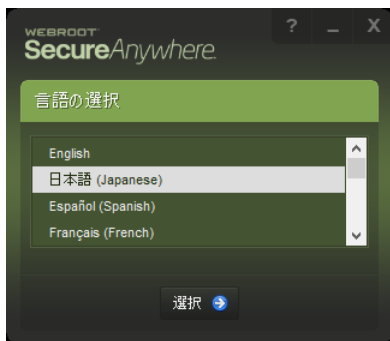 WEBROOT
SecureAnywhere.
? _ X
言語の選択
English
日本語 (Japanese)
Español (Spanish)
Français (French)
選択